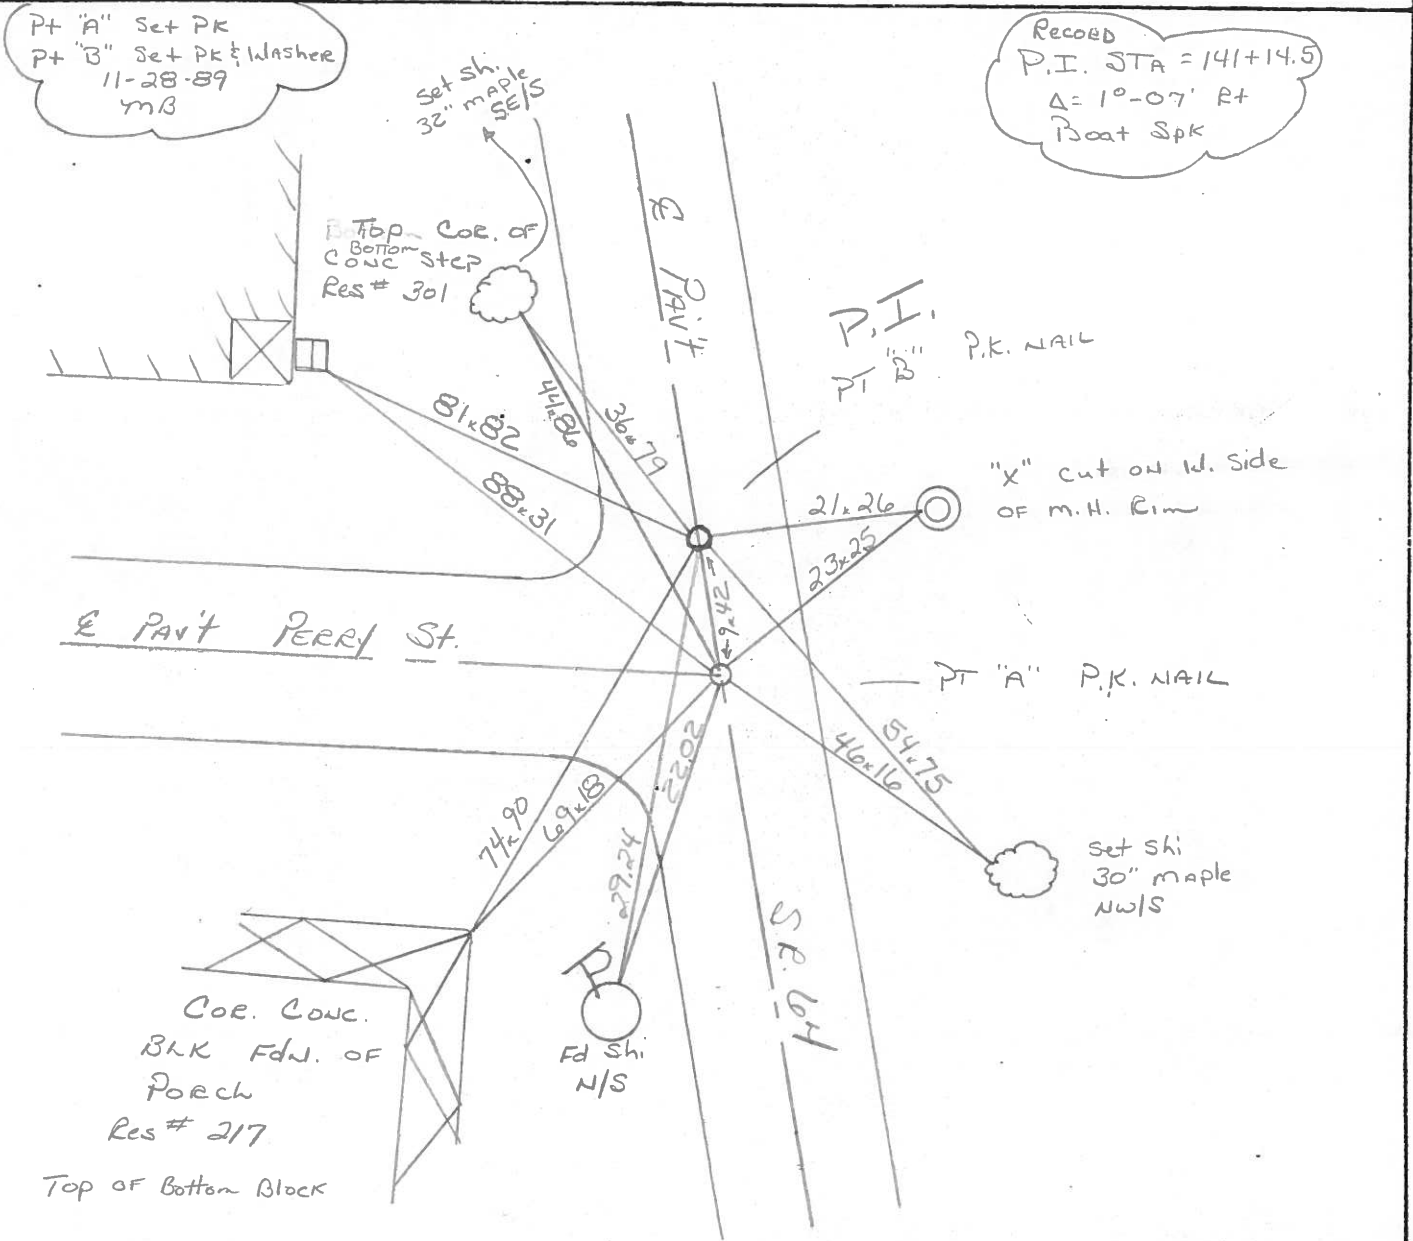 Pt "A" Set PK
Pt "B" Set PK & Washer
11-28-89
MB
Record
P.I. STA = 141+14.5
Δ= 1°-07' Rt
Boat Spk
Set Shi.
32" maple
SE/S
Top Cor. of
Bottom
Conc Step
Res # 301
℄ PAV't.
P.I.
PT "B" P.K. NAIL
81.82
88.31
44.86
36.79
21.26
23.25
"X" cut on W. Side
OF M.H. Rim
9.42
℄ PAV't PERRY St.
PT "A" P.K. NAIL
54.75
46.16
22.02
29.24
74.90
69.18
Set Shi
30" maple
NW/S
S.R. 64
Cor. Conc.
BLK Fdn. OF
Porch
Res # 217
Top OF Bottom Block
Fd Shi
N/S